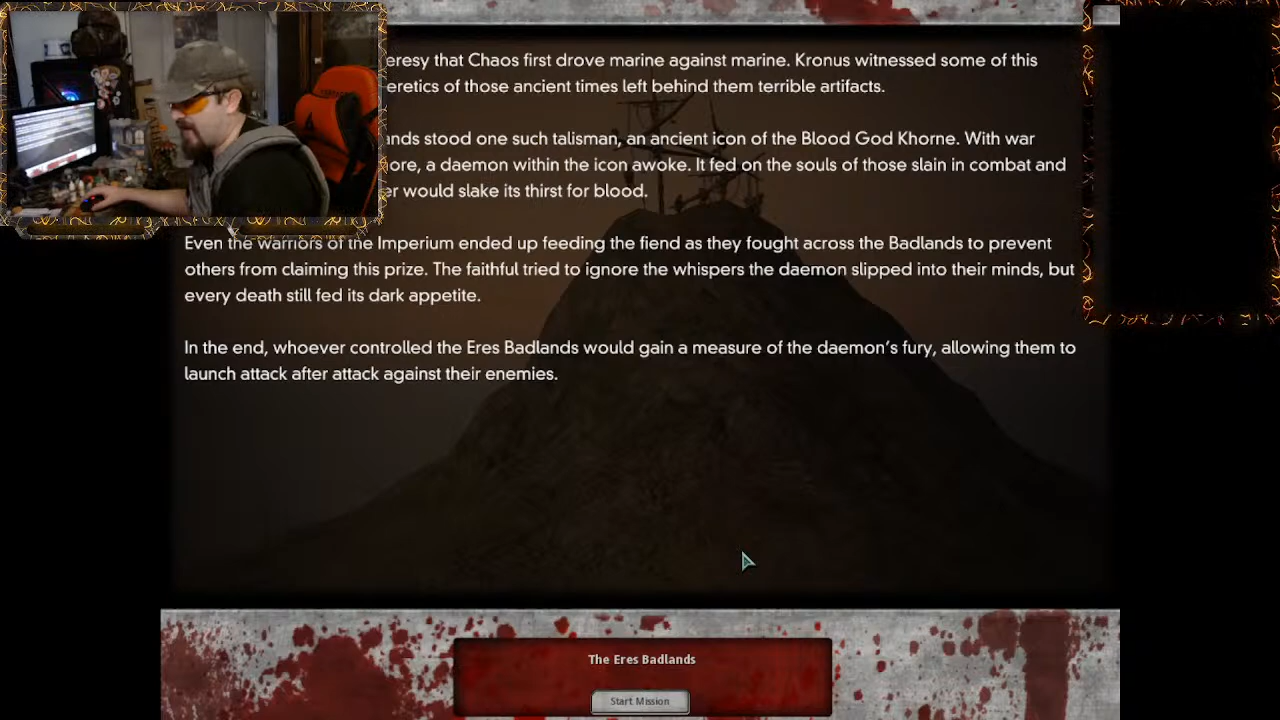 that Chaos first drove marine against marine. Kronus witnessed some of this
of those ancient times left behind them terrible artifacts.
stood one such talisman, an ancient icon of the Blood God Khorne. With war
a daemon within the icon awoke. It fed on the souls of those slain in combat and
would slake its thirst for blood.
Even the warriors of the Imperium ended up feeding the fiend as they fought across the Badlands to prevent
others from claiming this prize. The faithful tried to ignore the whispers the daemon slipped into their minds, but
every death still fed its dark appetite.
In the end, whoever controlled the Eres Badlands would gain a measure of the daemon's fury, allowing them to
launch attack after attack against their enemies.
The Eres Badlands
Start Mission